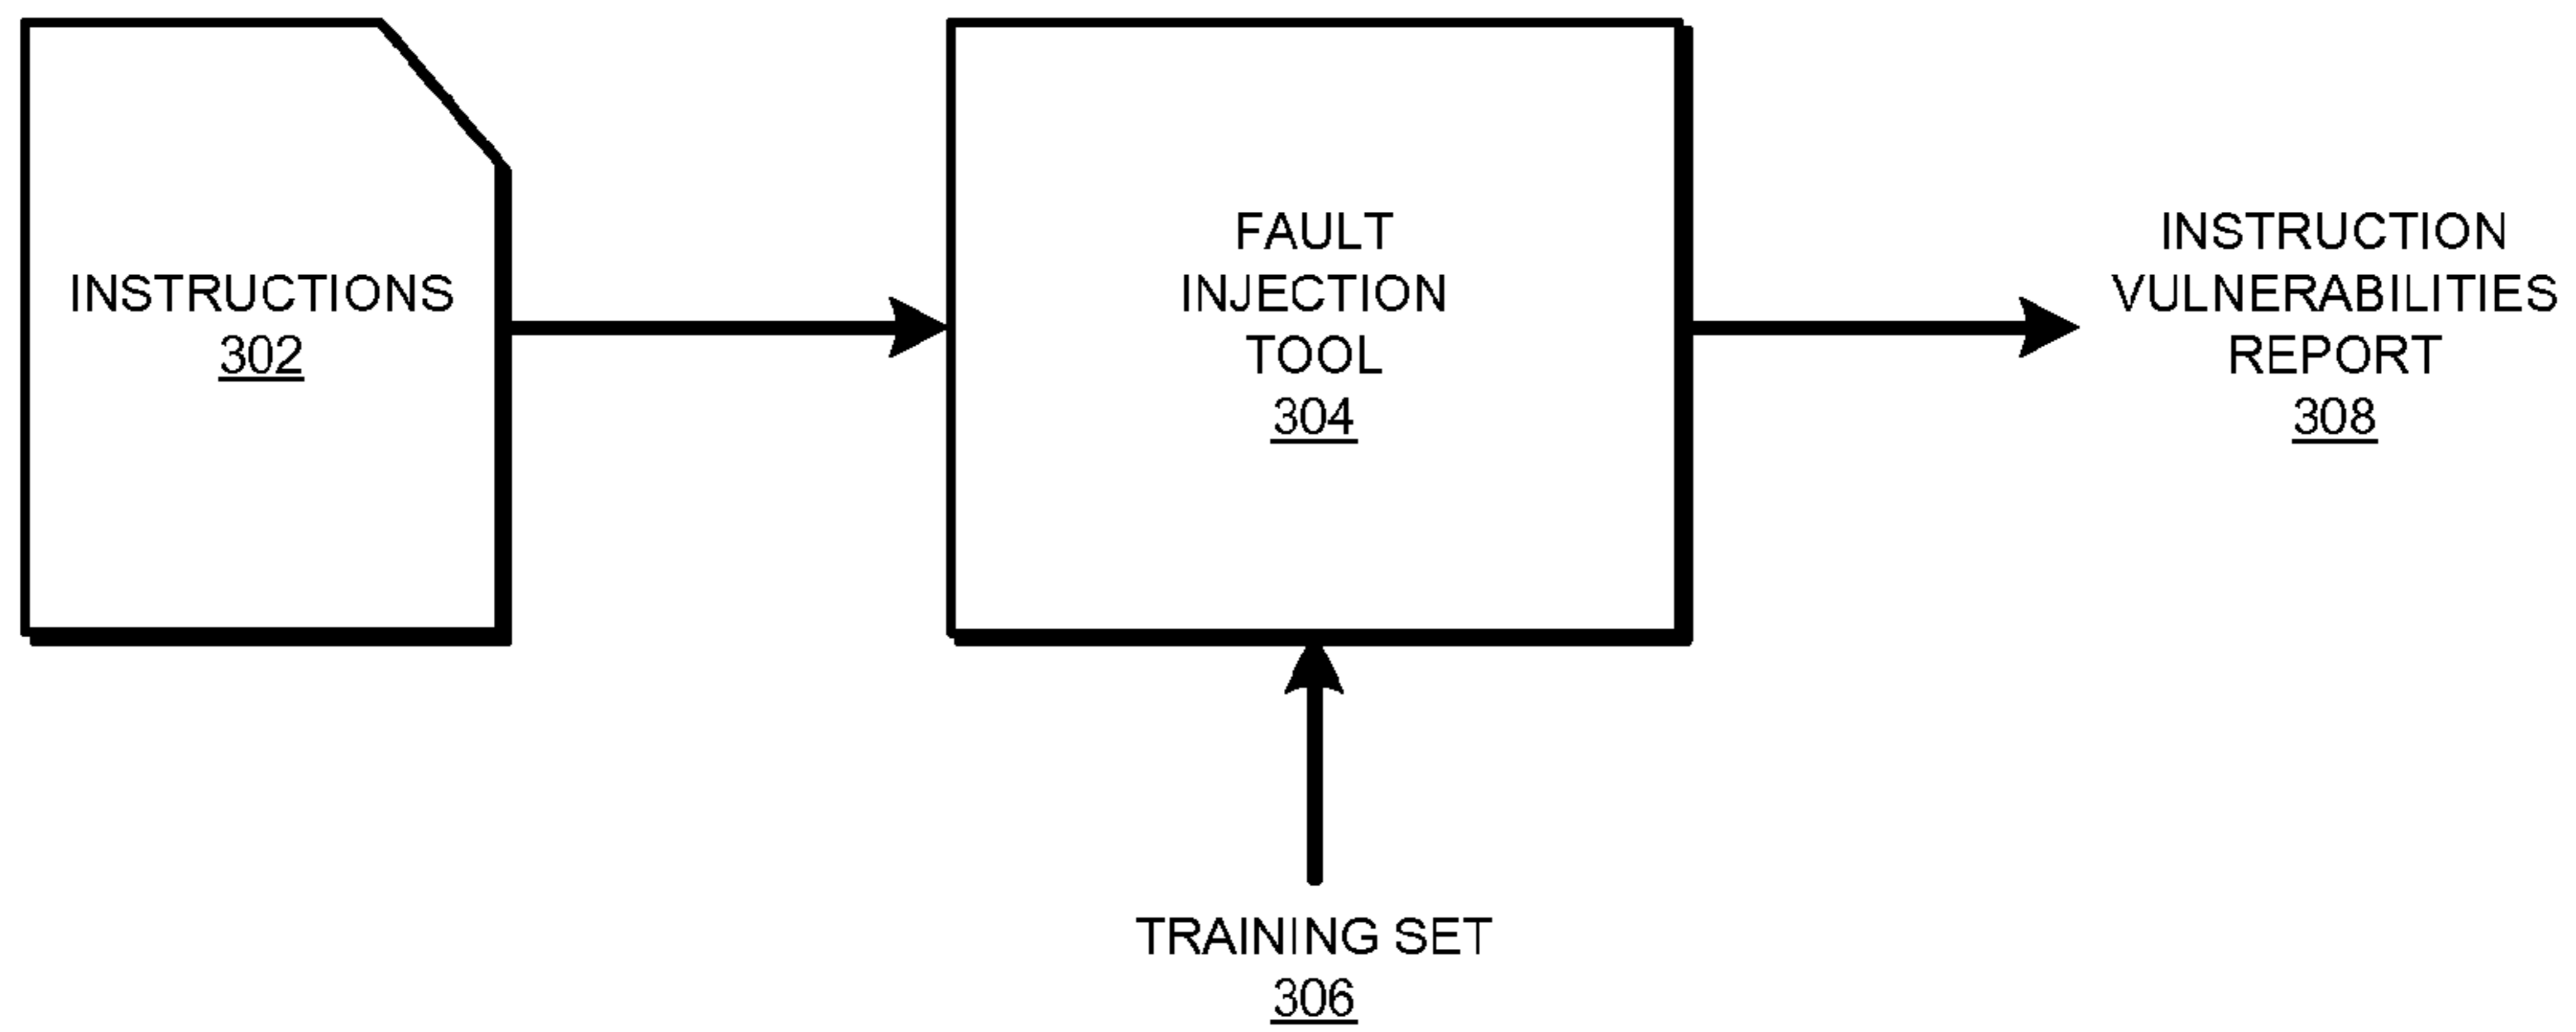 INSTRUCTIONS
302
FAULT
INJECTION
TOOL
304
INSTRUCTION
VULNERABILITIES
REPORT
308
TRAINING SET
306